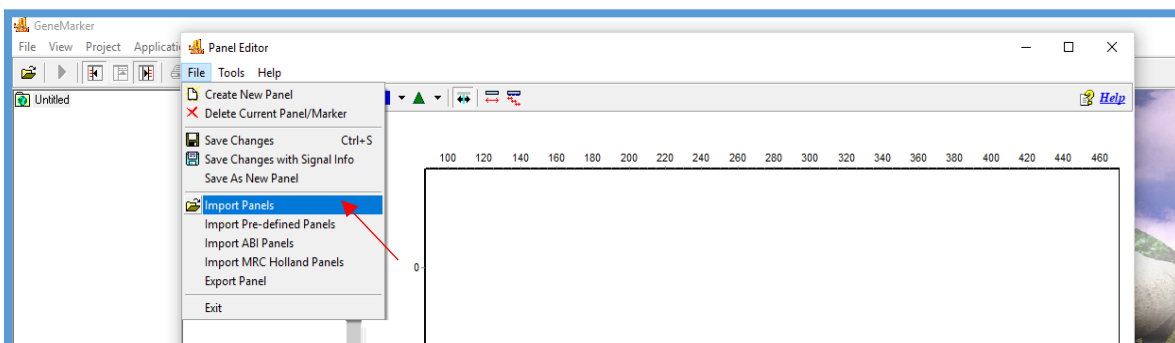 GeneMarker
File View Project Applicati
Panel Editor
File Tools Help
Untitled
Create New Panel
Delete Current Panel/Marker
Save Changes Ctrl+S
Save Changes with Signal Info
Save As New Panel
Import Panels
Import Pre-defined Panels
Import ABI Panels
Import MRC Holland Panels
Export Panel
Exit
Help
100 120 140 160 180 200 220 240 260 280 300 320 340 360 380 400 420 440 460
0